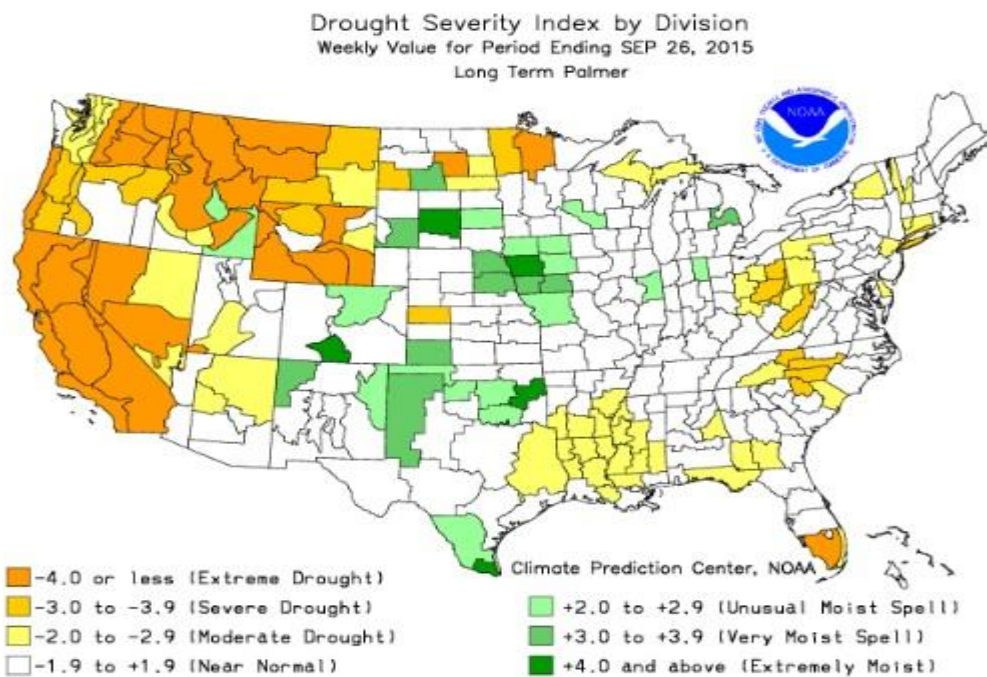 Drought Severity Index by Division
Weekly Value for Period Ending SEP 26, 2015
Long Term Palmer
NOAA
Climate Prediction Center, NOAA
-4.0 or less (Extreme Drought)
-3.0 to -3.9 (Severe Drought)
-2.0 to -2.9 (Moderate Drought)
-1.9 to +1.9 (Near Normal)
+2.0 to +2.9 (Unusual Moist Spell)
+3.0 to +3.9 (Very Moist Spell)
+4.0 and above (Extremely Moist)